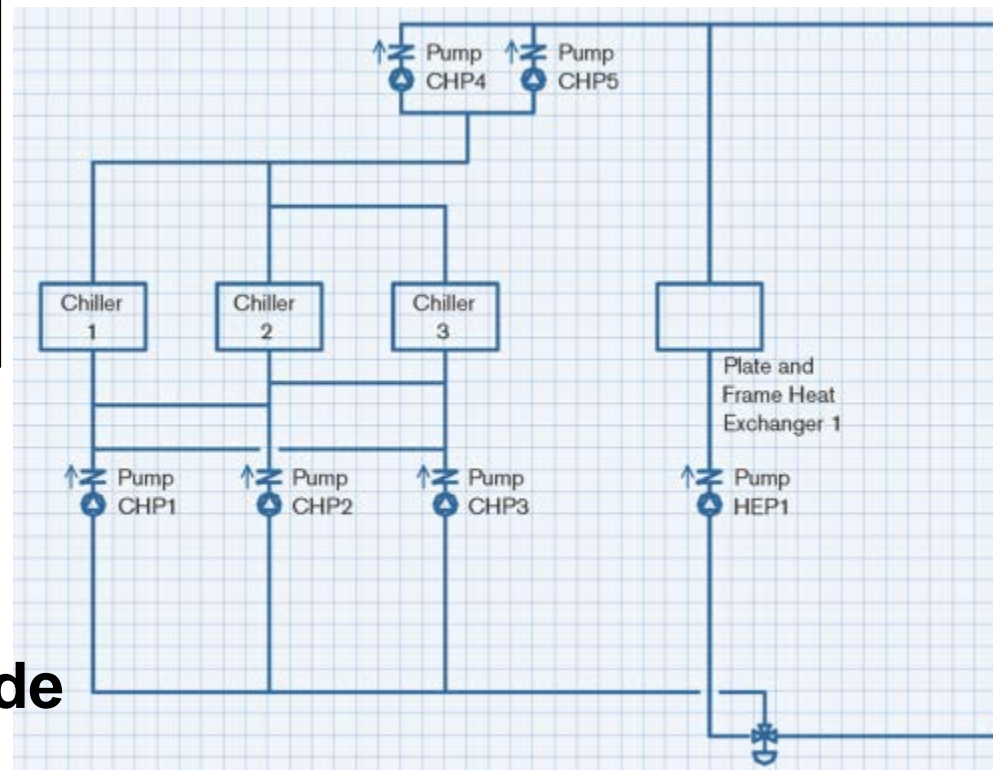 Pump
CHP4
Pump
CHP5
Chiller
1
Chiller
2
Chiller
3
Plate and
Frame Heat
Exchanger 1
Pump
CHP1
Pump
CHP2
Pump
CHP3
Pump
HEP1
de